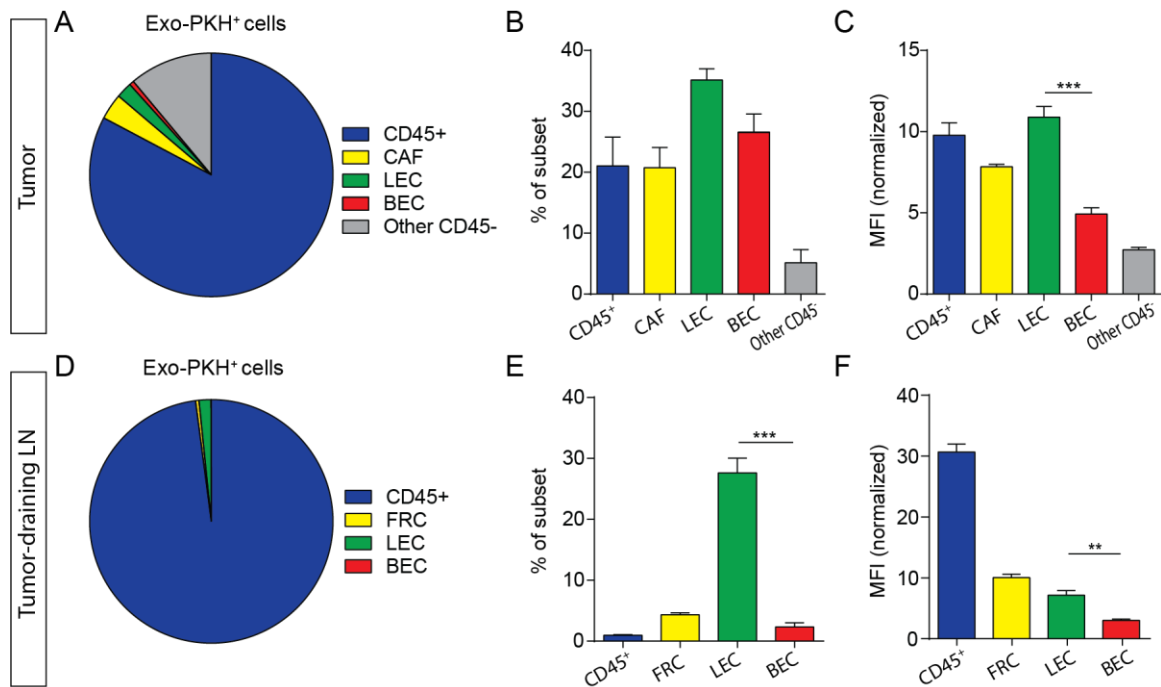 Tumor
A
Exo-PKH⁺ cells
CD45+
CAF
LEC
BEC
Other CD45-
B
% of subset
40
30
20
10
0
CD45⁺
CAF
LEC
BEC
Other CD45⁻
C
MFI (normalized)
15
10
5
0
***
CD45⁺
CAF
LEC
BEC
Other CD45⁻
Tumor-draining LN
D
Exo-PKH⁺ cells
CD45+
FRC
LEC
BEC
E
% of subset
40
30
20
10
0
***
CD45⁺
FRC
LEC
BEC
F
MFI (normalized)
40
30
20
10
0
**
CD45⁺
FRC
LEC
BEC